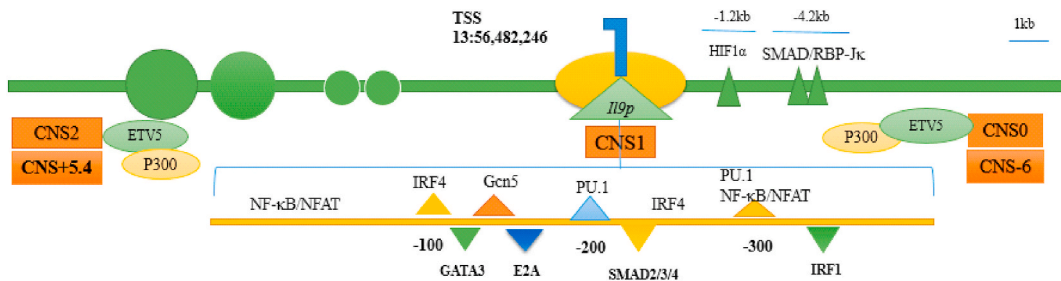 TSS
13:56,482,246
-1.2kb
-4.2kb
1kb
HIF1α
SMAD/RBP-Jκ
Il9p
CNS2
ETV5
CNS+5.4
P300
CNS1
P300
ETV5
CNS0
CNS-6
NF-κB/NFAT
IRF4
Gcn5
PU.1
IRF4
PU.1
NF-κB/NFAT
-100
-200
-300
GATA3
E2A
SMAD2/3/4
IRF1